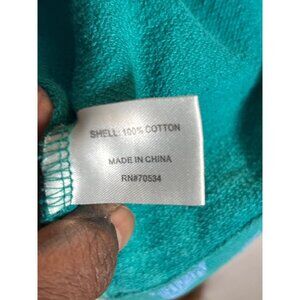 SHELL: 100% COTTON
MADE IN CHINA
RN#70534